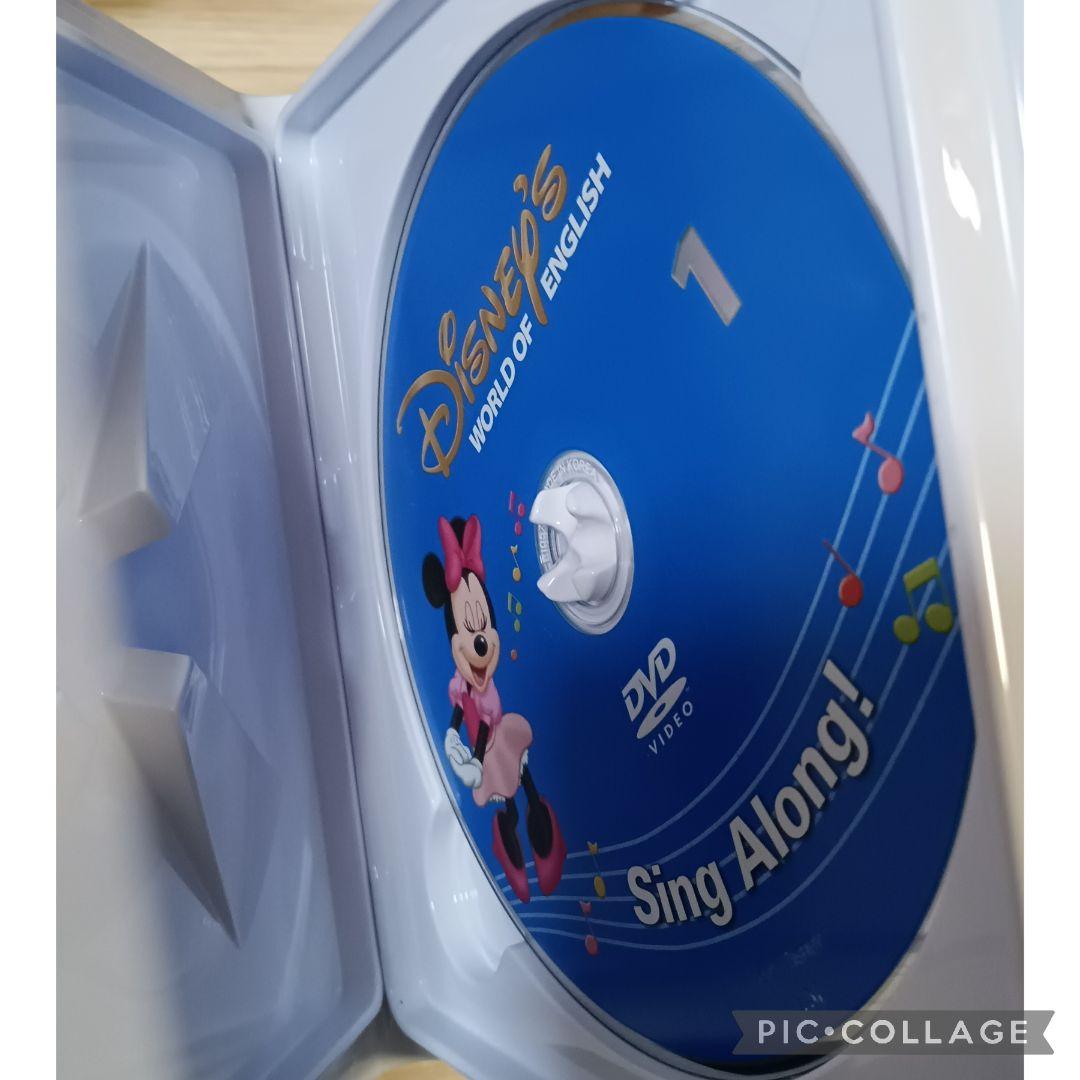 DISNEY'S
WORLD OF ENGLISH
1
DVD
VIDEO
Sing Along!
PIC•COLLAGE